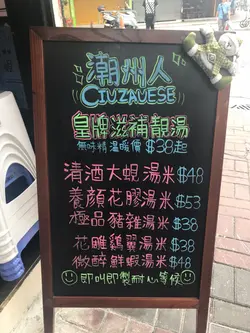 潮州人
CIUZAUESE
皇牌滋補靚湯
無味精溫暖價 $38起
清酒大蜆湯米 $48
養顏花膠湯米 $53
極品豬雜湯米 $38
花雕鷄翼湯米 $38
微醉鮮蝦湯米 $48
即叫即製耐心等候